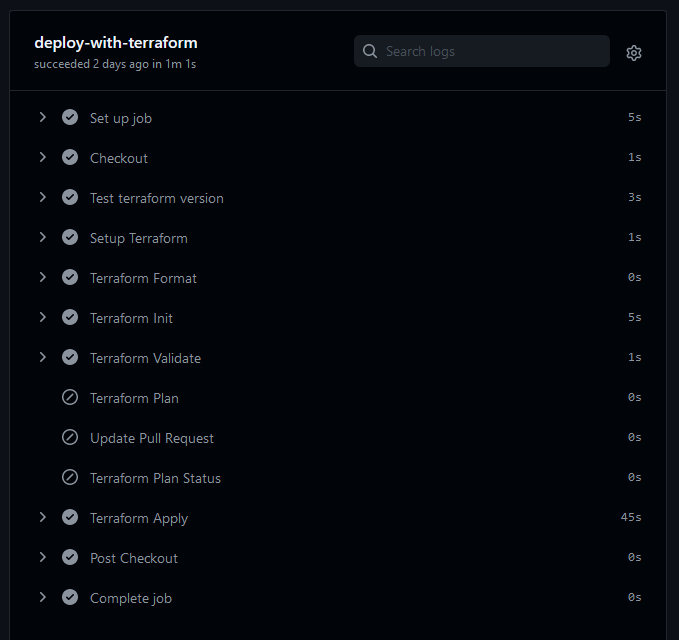 deploy-with-terraform
succeeded 2 days ago in 1m 1s
Search logs
Set up job 5s
Checkout 1s
Test terraform version 3s
Setup Terraform 1s
Terraform Format 0s
Terraform Init 5s
Terraform Validate 1s
Terraform Plan 0s
Update Pull Request 0s
Terraform Plan Status 0s
Terraform Apply 45s
Post Checkout 0s
Complete job 0s